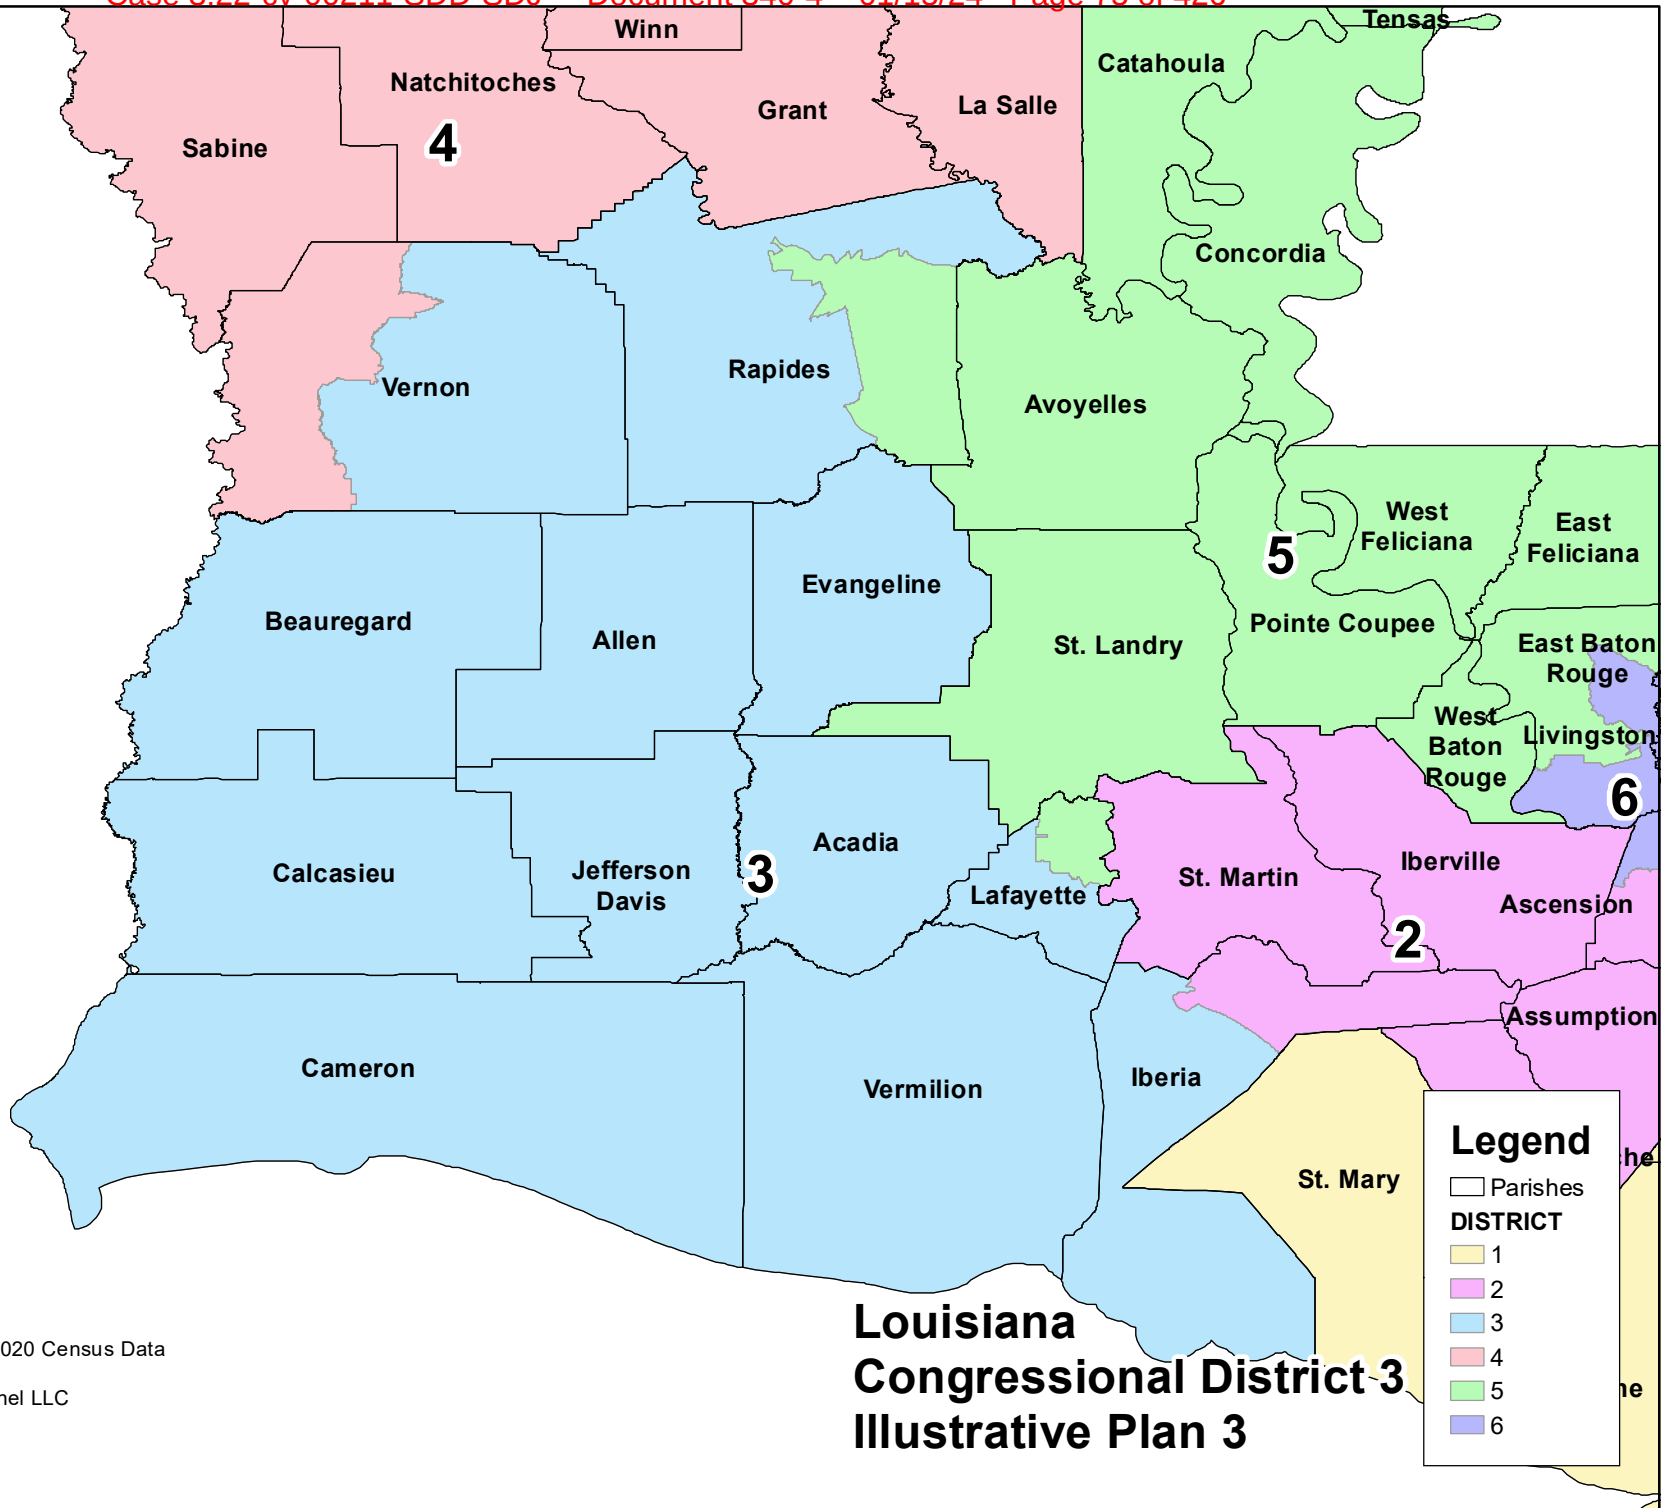 Winn
Tensas
Catahoula
Natchitoches
Grant
La Salle
Sabine
4
Concordia
Rapides
Vernon
Avoyelles
West
Feliciana
East
Feliciana
5
Evangeline
Beauregard
Allen
St. Landry
Pointe Coupee
East Baton
Rouge
West
Baton
Rouge
Livingston
6
Acadia
Calcasieu
Jefferson
Davis
3
Lafayette
St. Martin
Iberville
Ascension
2
Assumption
Cameron
Vermilion
Iberia
St. Mary
Legend
Parishes
DISTRICT
1
2
3
4
5
6
che
ne
Louisiana
Congressional District 3
Illustrative Plan 3
020 Census Data
nel LLC